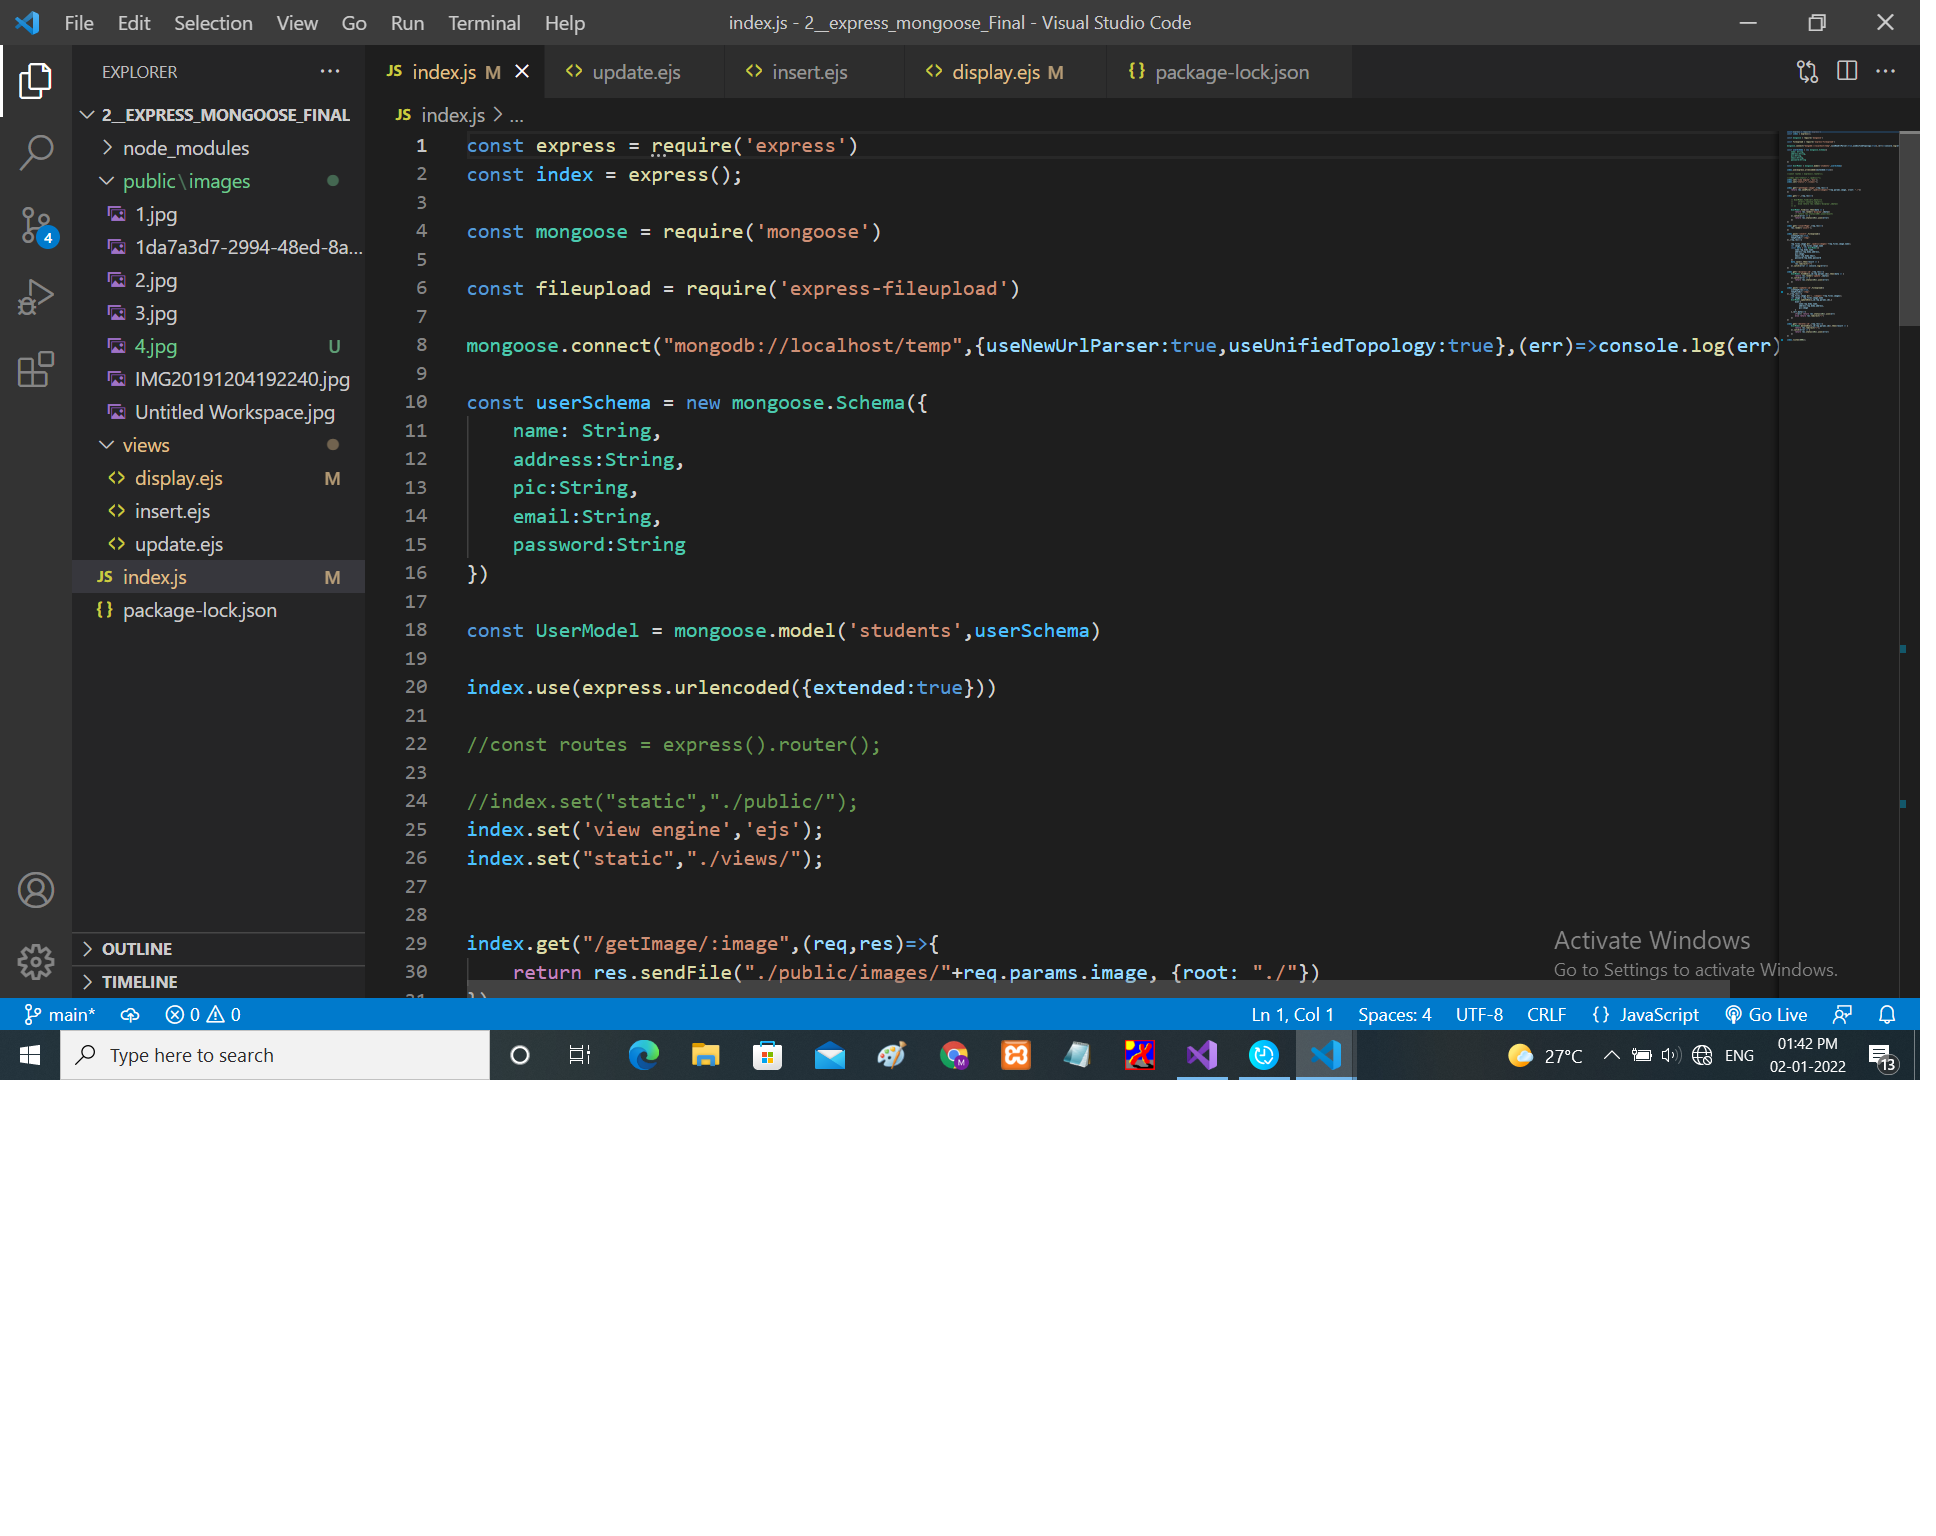 File Edit Selection View Go Run Terminal Help index.js - 2__express_mongoose_Final - Visual Studio Code
EXPLORER
JS index.js M
<> update.ejs
<> insert.ejs
<> display.ejs M
{} package-lock.json
2__EXPRESS_MONGOOSE_FINAL
node_modules
public\images
1.jpg
1da7a3d7-2994-48ed-8a...
2.jpg
3.jpg
4.jpg U
IMG20191204192240.jpg
Untitled Workspace.jpg
views
<> display.ejs M
<> insert.ejs
<> update.ejs
JS index.js M
{} package-lock.json
4
OUTLINE
TIMELINE
JS index.js > ...
1 const express = require('express')
2 const index = express();
3
4 const mongoose = require('mongoose')
5
6 const fileupload = require('express-fileupload')
7
8 mongoose.connect("mongodb://localhost/temp",{useNewUrlParser:true,useUnifiedTopology:true},(err)=>console.log(err)
9
10 const userSchema = new mongoose.Schema({
11     name: String,
12     address:String,
13     pic:String,
14     email:String,
15     password:String
16 })
17
18 const UserModel = mongoose.model('students',userSchema)
19
20 index.use(express.urlencoded({extended:true}))
21
22 //const routes = express().router();
23
24 //index.set("static","./public/");
25 index.set('view engine','ejs');
26 index.set("static","./views/");
27
28
29 index.get("/getImage/:image",(req,res)=>{
30     return res.sendFile("./public/images/"+req.params.image, {root: "./"})
31 })
Activate Windows
Go to Settings to activate Windows.
main* 0 0 Ln 1, Col 1 Spaces: 4 UTF-8 CRLF {} JavaScript Go Live
Type here to search
27°C ENG
01:42 PM
02-01-2022
13